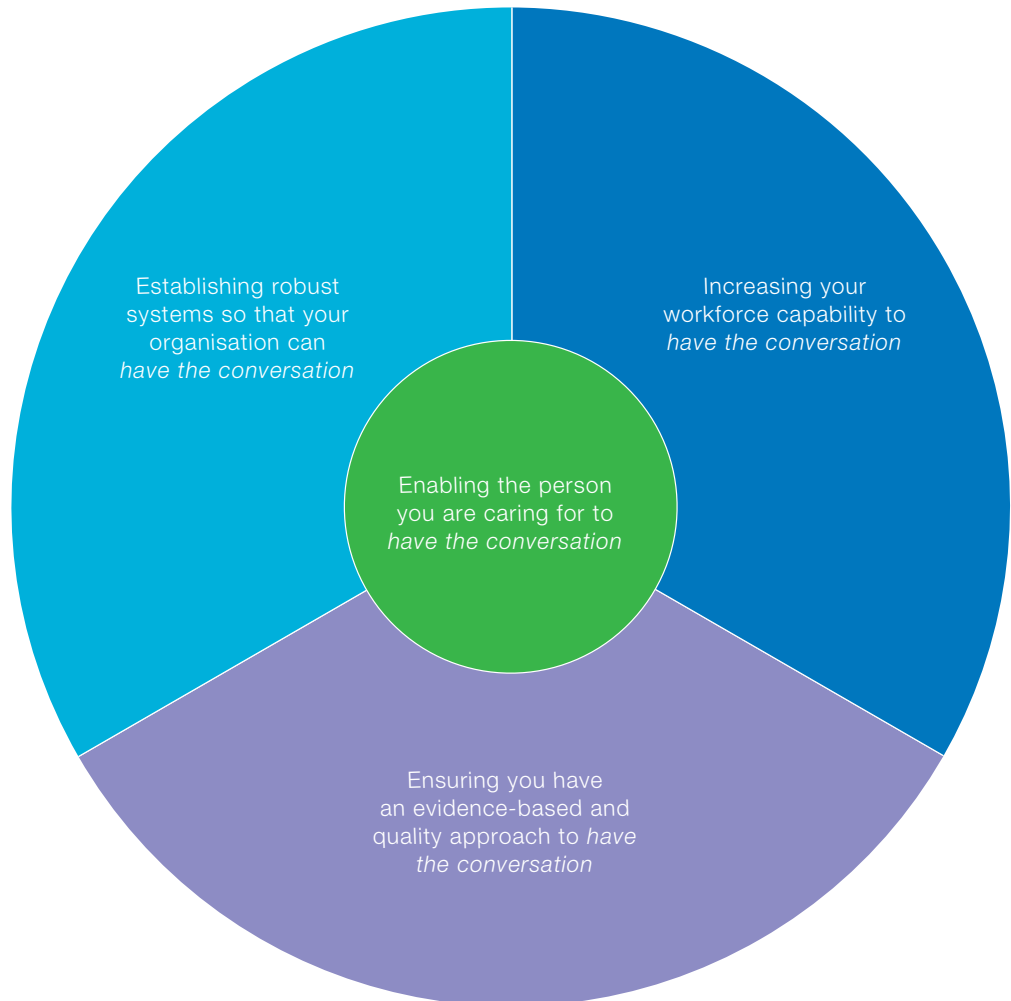 Establishing robust
systems so that your
organisation can
have the conversation
Increasing your
workforce capability to
have the conversation
Enabling the person
you are caring for to
have the conversation
Ensuring you have
an evidence-based and
quality approach to have
the conversation